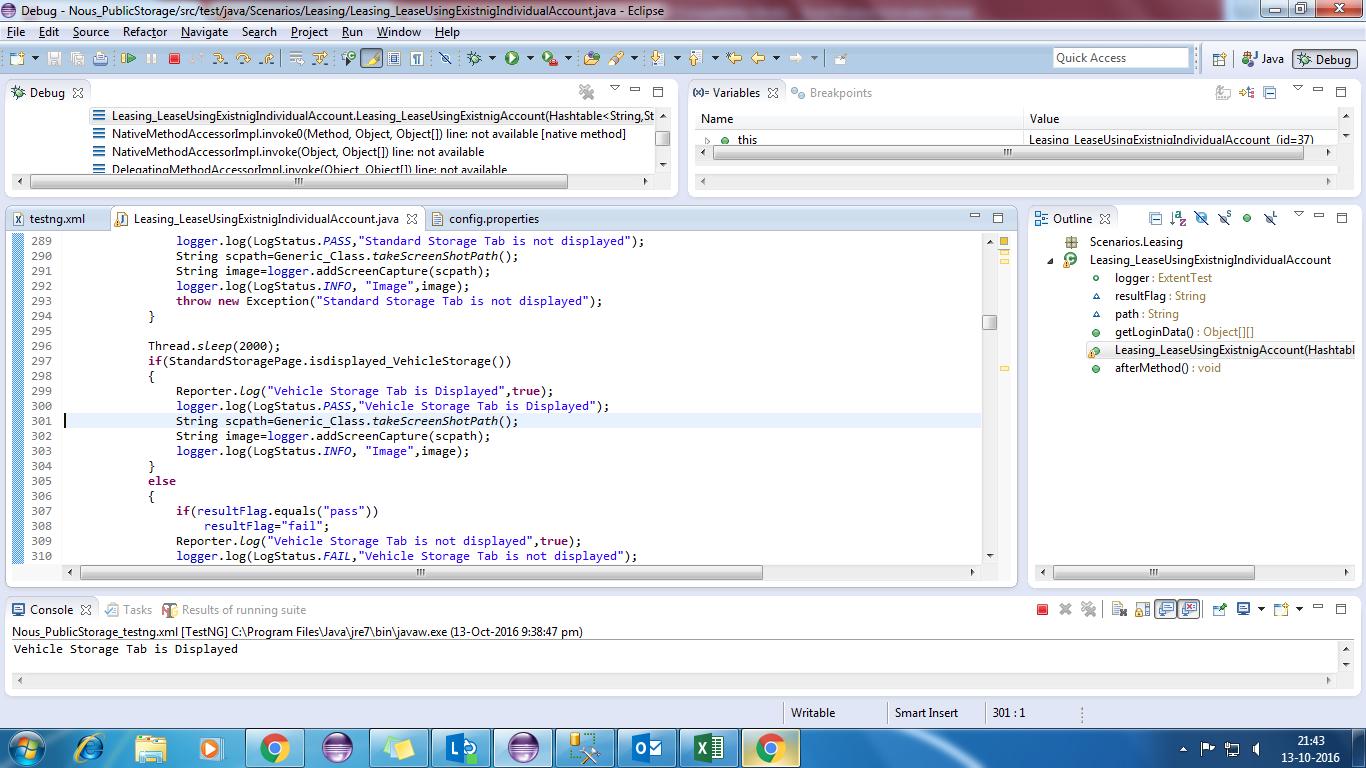 Debug - Nous_PublicStorage/src/test/java/Scenarios/Leasing/Leasing_LeaseUsingExistnigIndividualAccount.java - Eclipse
File Edit Source Refactor Navigate Search Project Run Window Help
Quick Access
Java
Debug
Debug
Leasing_LeaseUsingExistnigIndividualAccount.Leasing_LeaseUsingExistnigAccount(Hashtable<String,St
NativeMethodAccessorImpl.invoke0(Method, Object, Object[]) line: not available [native method]
NativeMethodAccessorImpl.invoke(Object, Object[]) line: not available
DelegatingMethodAccessorImpl.invoke(Object, Object[]) line: not available
(x)= Variables
Breakpoints
Name Value
this Leasing_LeaseUsingExistnigIndividualAccount (id=37)
testng.xml
Leasing_LeaseUsingExistnigIndividualAccount.java
config.properties
289 logger.log(LogStatus.PASS,"Standard Storage Tab is not displayed");
290 String scpath=Generic_Class.takeScreenShotPath();
291 String image=logger.addScreenCapture(scpath);
292 logger.log(LogStatus.INFO, "Image",image);
293 throw new Exception("Standard Storage Tab is not displayed");
294 }
295
296 Thread.sleep(2000);
297 if(StandardStoragePage.isdisplayed_VehicleStorage())
298 {
299 Reporter.log("Vehicle Storage Tab is Displayed",true);
300 logger.log(LogStatus.PASS,"Vehicle Storage Tab is Displayed");
301 String scpath=Generic_Class.takeScreenShotPath();
302 String image=logger.addScreenCapture(scpath);
303 logger.log(LogStatus.INFO, "Image",image);
304 }
305 else
306 {
307 if(resultFlag.equals("pass"))
308 resultFlag="fail";
309 Reporter.log("Vehicle Storage Tab is not displayed",true);
310 logger.log(LogStatus.FAIL,"Vehicle Storage Tab is not displayed");
Outline
Scenarios.Leasing
Leasing_LeaseUsingExistnigIndividualAccount
logger : ExtentTest
resultFlag : String
path : String
getLoginData() : Object[][]
Leasing_LeaseUsingExistnigAccount(Hashtabl
afterMethod() : void
Console
Tasks
Results of running suite
Nous_PublicStorage_testng.xml [TestNG] C:\Program Files\Java\jre7\bin\javaw.exe (13-Oct-2016 9:38:47 pm)
Vehicle Storage Tab is Displayed
Writable
Smart Insert
301 : 1
21:43
13-10-2016